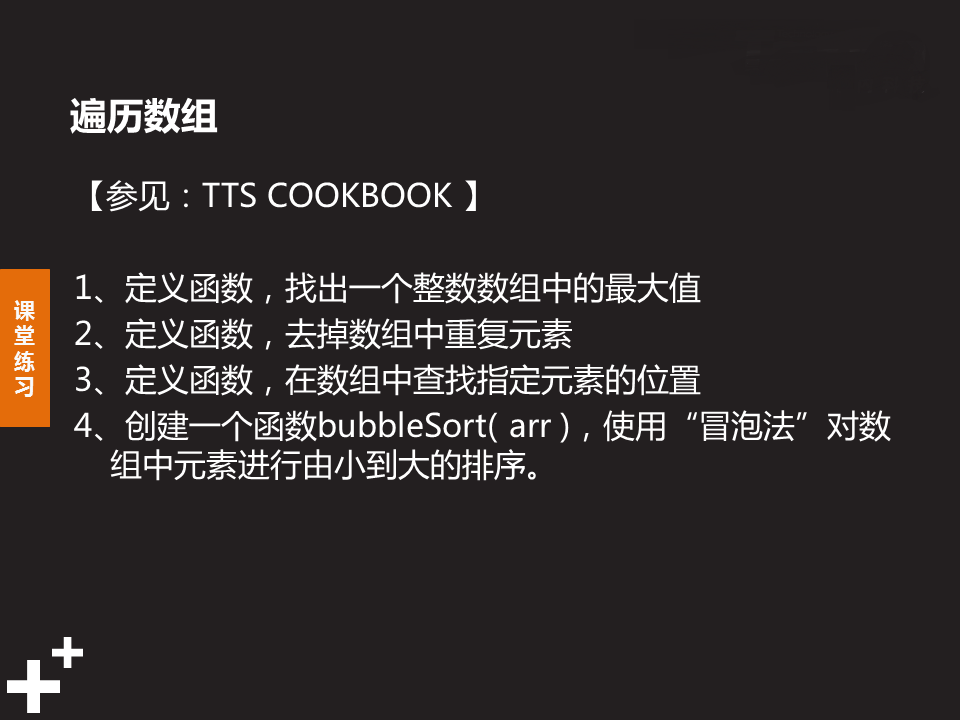 遍历数组
【参见：TTS COOKBOOK 】
1、定义函数，找出一个整数数组中的最大值
2、定义函数，去掉数组中重复元素
3、定义函数，在数组中查找指定元素的位置
4、创建一个函数bubbleSort( arr )，使用“冒泡法”对数
组中元素进行由小到大的排序。
课
堂
练
习